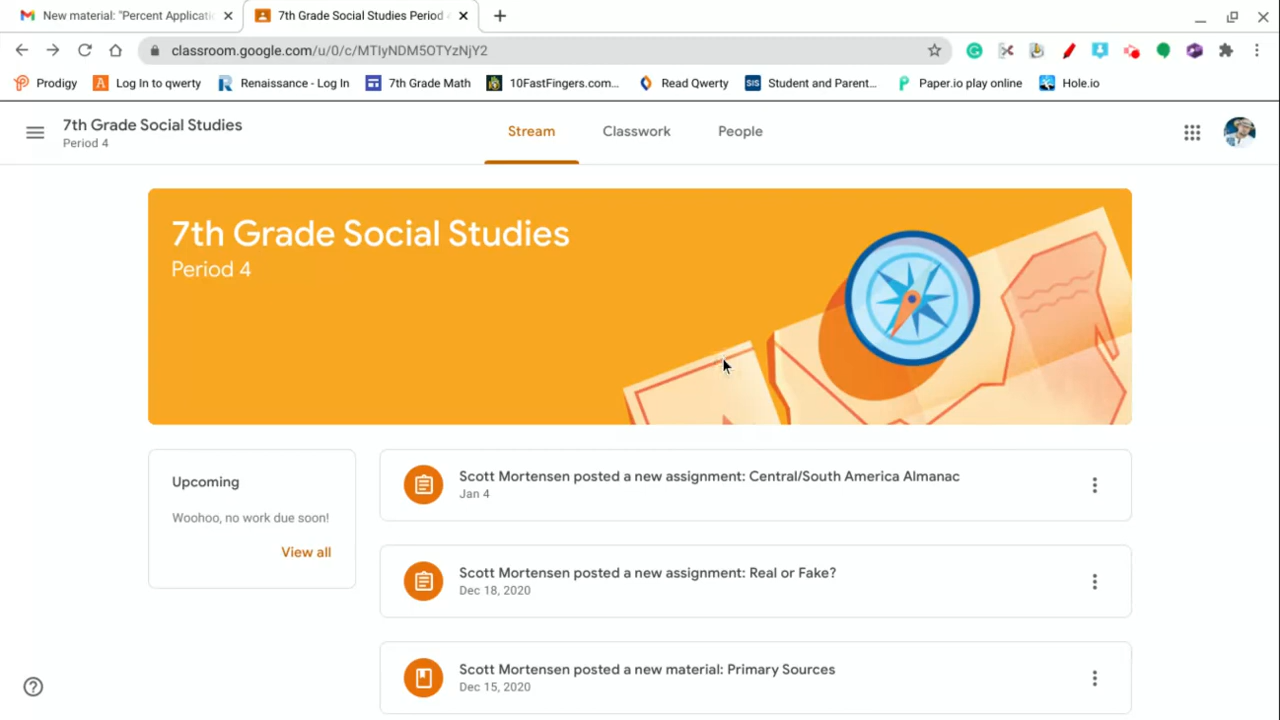 New material: "Percent Applicati
7th Grade Social Studies Period 4
classroom.google.com/u/0/c/MTIyNDM5OTYzNjY2
Prodigy
Log In to qwerty
Renaissance - Log In
7th Grade Math
10FastFingers.com...
Read Qwerty
SIS
Student and Parent...
Paper.io play online
Hole.io
7th Grade Social Studies
Period 4
Stream
Classwork
People
7th Grade Social Studies
Period 4
Upcoming
Woohoo, no work due soon!
View all
Scott Mortensen posted a new assignment: Central/South America Almanac
Jan 4
Scott Mortensen posted a new assignment: Real or Fake?
Dec 18, 2020
Scott Mortensen posted a new material: Primary Sources
Dec 15, 2020